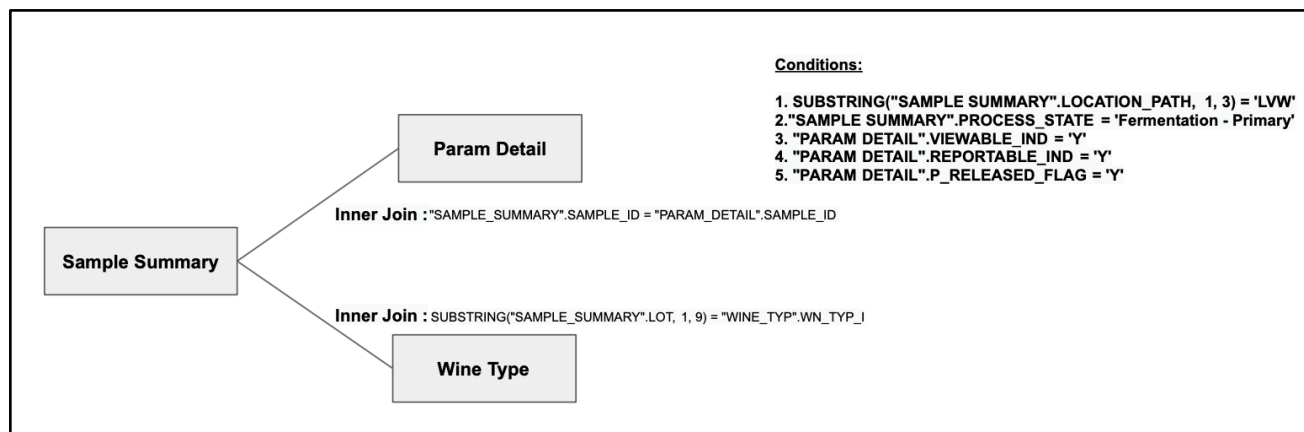 Conditions:
1. SUBSTRING("SAMPLE SUMMARY".LOCATION_PATH, 1, 3) = 'LVW'
2."SAMPLE SUMMARY".PROCESS_STATE = 'Fermentation - Primary'
3. "PARAM DETAIL".VIEWABLE_IND = 'Y'
4. "PARAM DETAIL".REPORTABLE_IND = 'Y'
5. "PARAM DETAIL".P_RELEASED_FLAG = 'Y'
Param Detail
Inner Join : "SAMPLE_SUMMARY".SAMPLE_ID = "PARAM_DETAIL".SAMPLE_ID
Sample Summary
Inner Join : SUBSTRING("SAMPLE_SUMMARY".LOT, 1, 9) = "WINE_TYP".WN_TYP_I
Wine Type